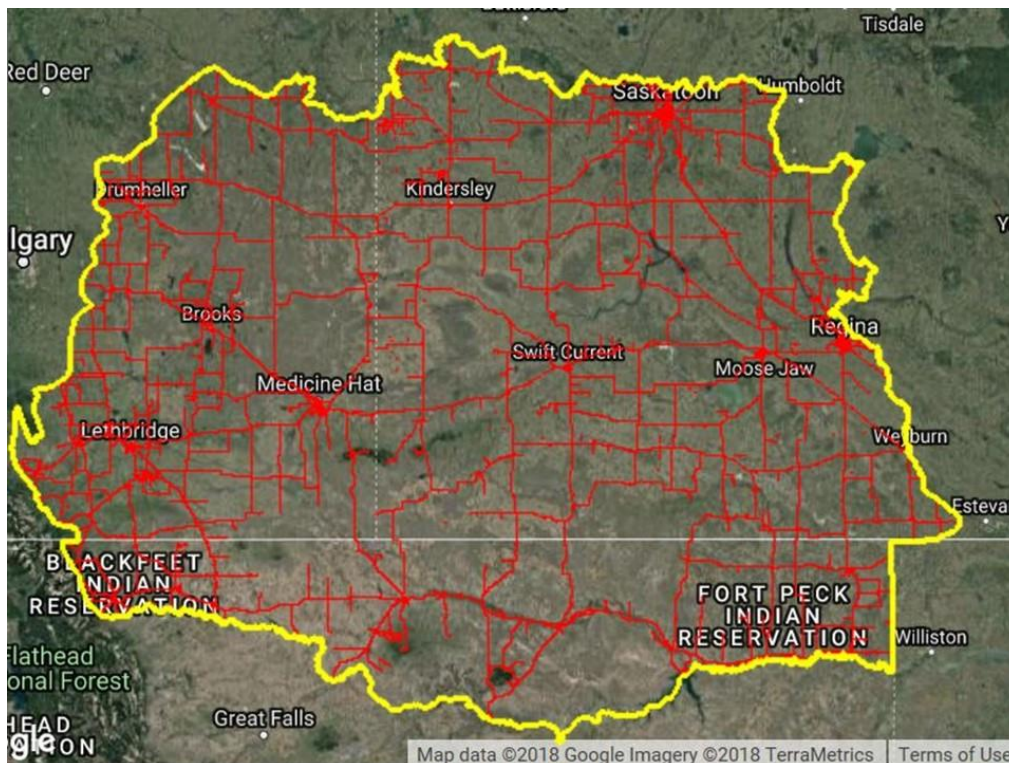 Tisdale
Red Deer
Humboldt
Saskatoon
Drumheller
Kindersley
lgary
Brooks
Regina
Swift Current
Moose Jaw
Medicine Hat
Lethbridge
Weyburn
Estevan
BLACKFEET
INDIAN
RESERVATION
FORT PECK
INDIAN
RESERVATION
Williston
Flathead
onal Forest
Great Falls
HEAD
ON
gle
Map data ©2018 Google Imagery ©2018 TerraMetrics
Terms of Use